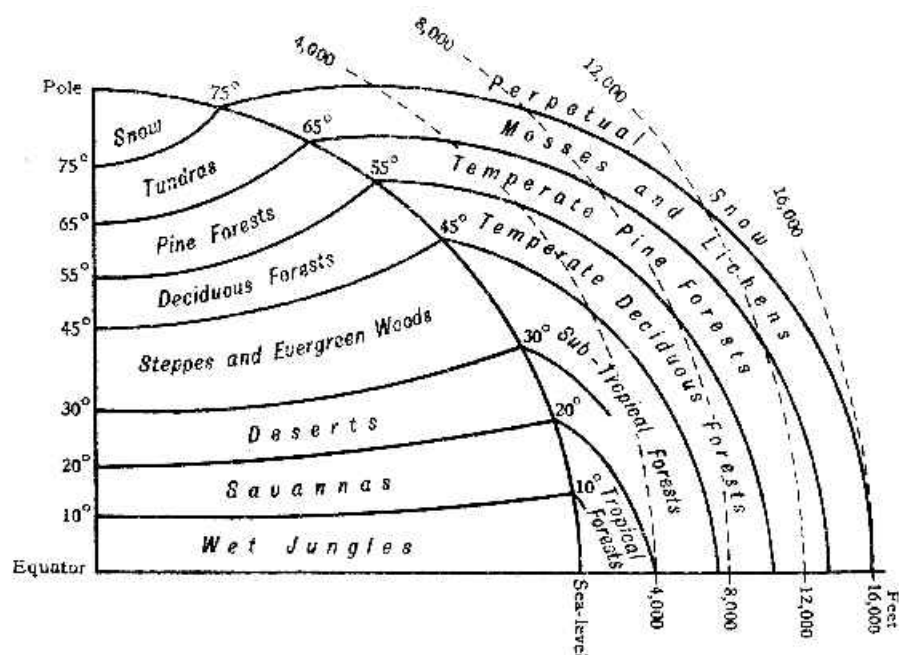 Pole
75°
65°
55°
45°
30°
20°
10°
Equator
Snow
Tundras
Pine Forests
Deciduous Forests
Steppes and Evergreen Woods
Deserts
Savannas
Wet Jungles
75°
65°
55°
45°
30°
20°
10°
4,000
8,000
12,000
16,000
Perpetual Snow
Mosses and Lichens
Temperate Pine Forests
Temperate Deciduous Forests
Sub-Tropical Forests
Tropical
Forests
Sea-level
4,000
8,000
12,000
16,000
Feet